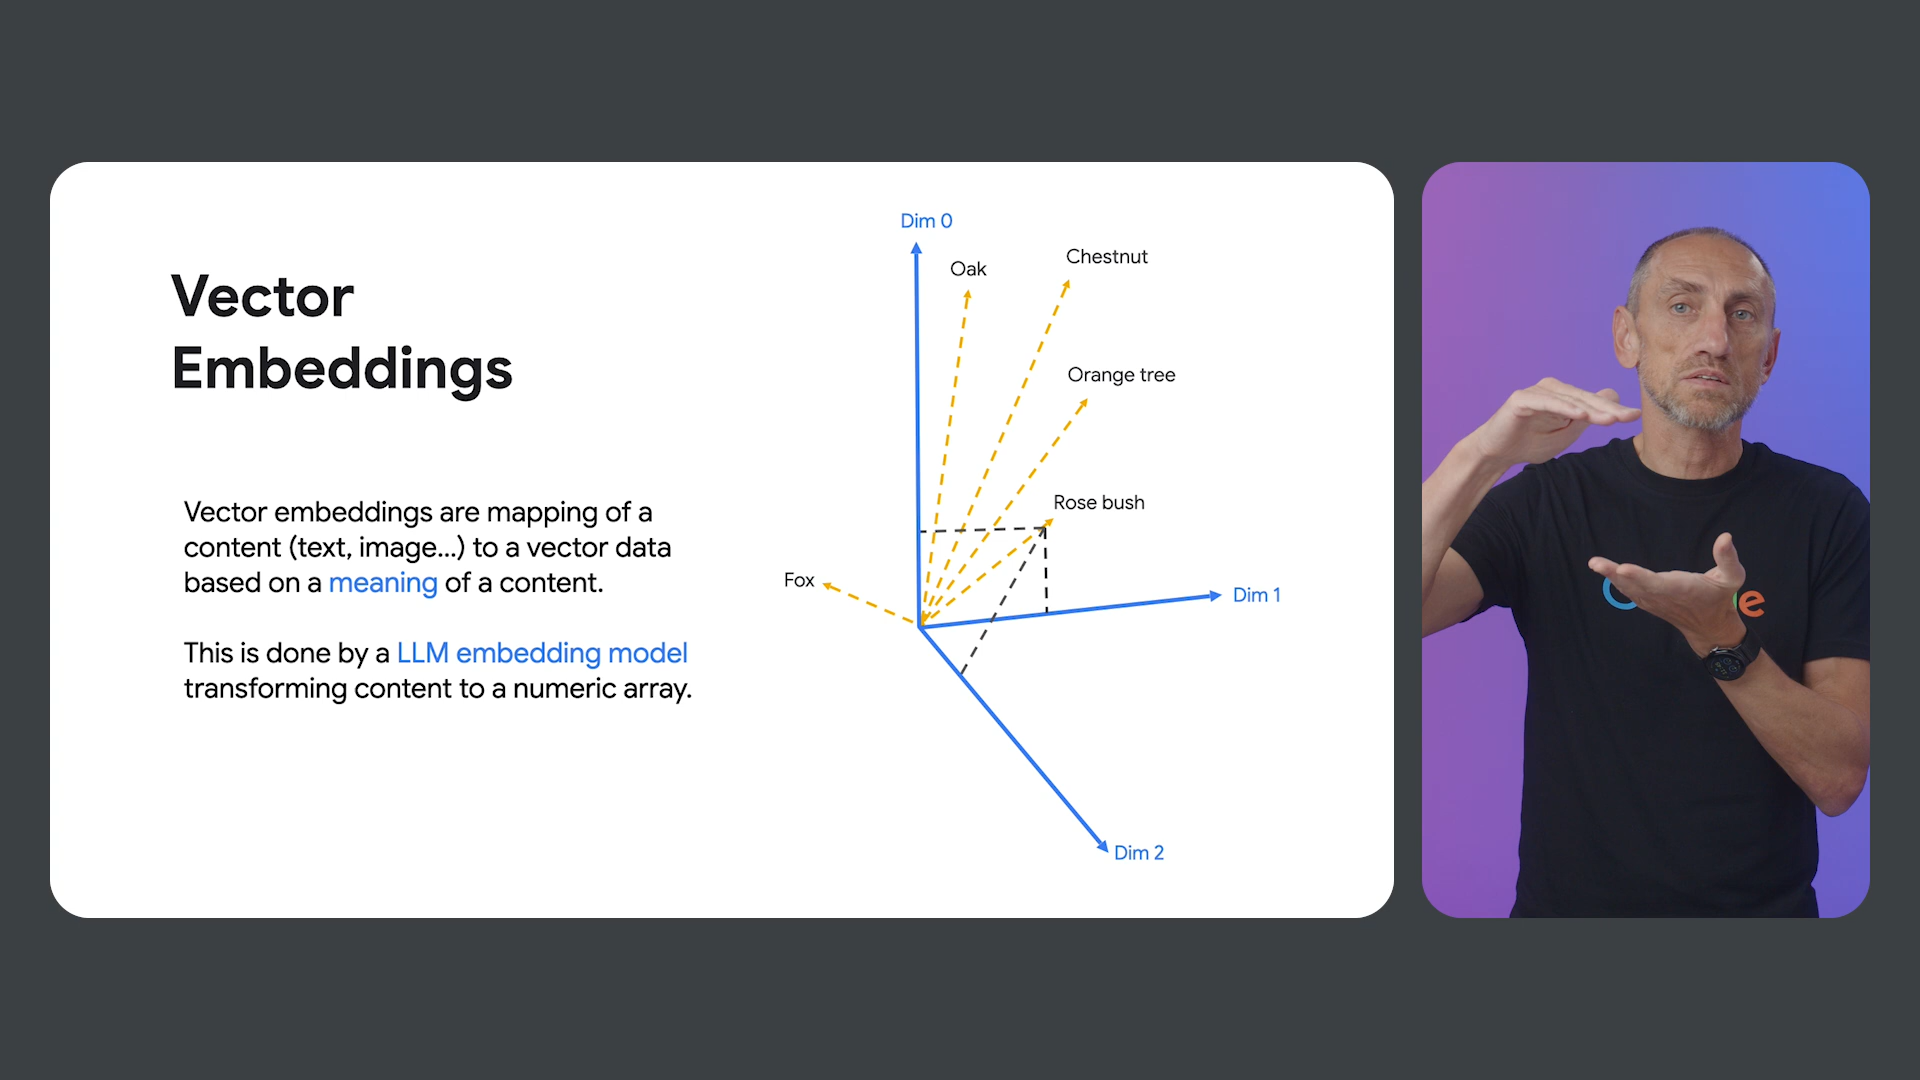 Vector
Embeddings
Vector embeddings are mapping of a
content (text, image...) to a vector data
based on a meaning of a content.
This is done by a LLM embedding model
transforming content to a numeric array.
Dim 0
Oak
Chestnut
Orange tree
Rose bush
Fox
Dim 1
Dim 2